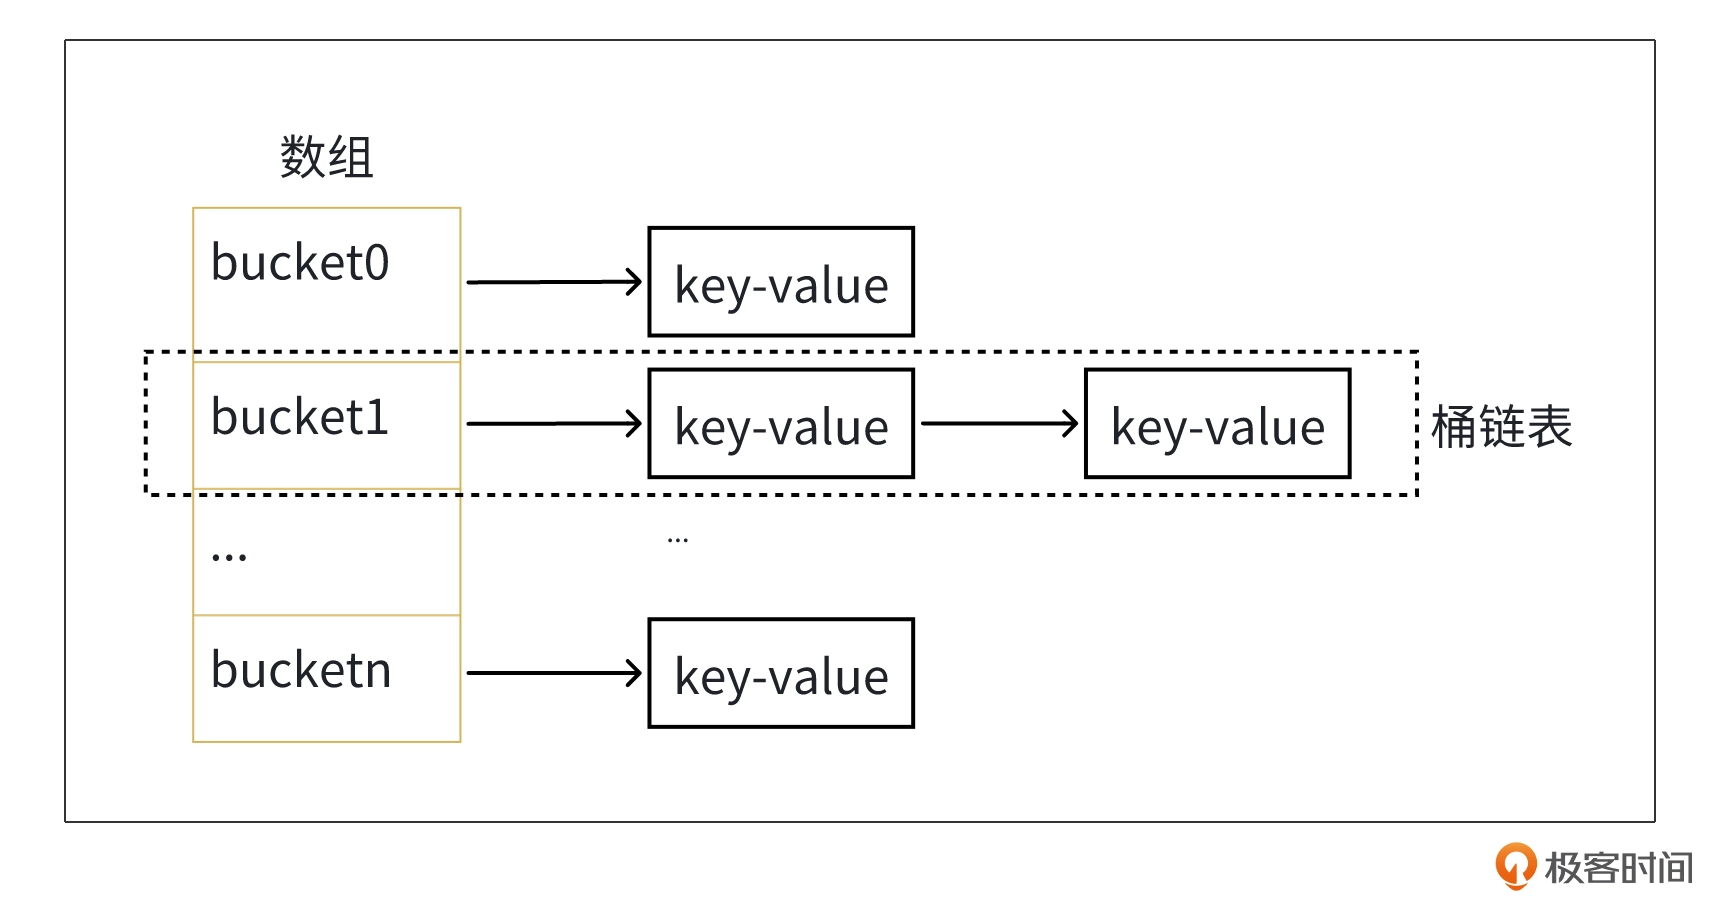 数组
bucket0
key-value
bucket1
key-value
key-value
桶链表
...
...
bucketn
key-value
极客时间